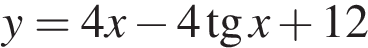 y = 4x − 4 tg x + 12